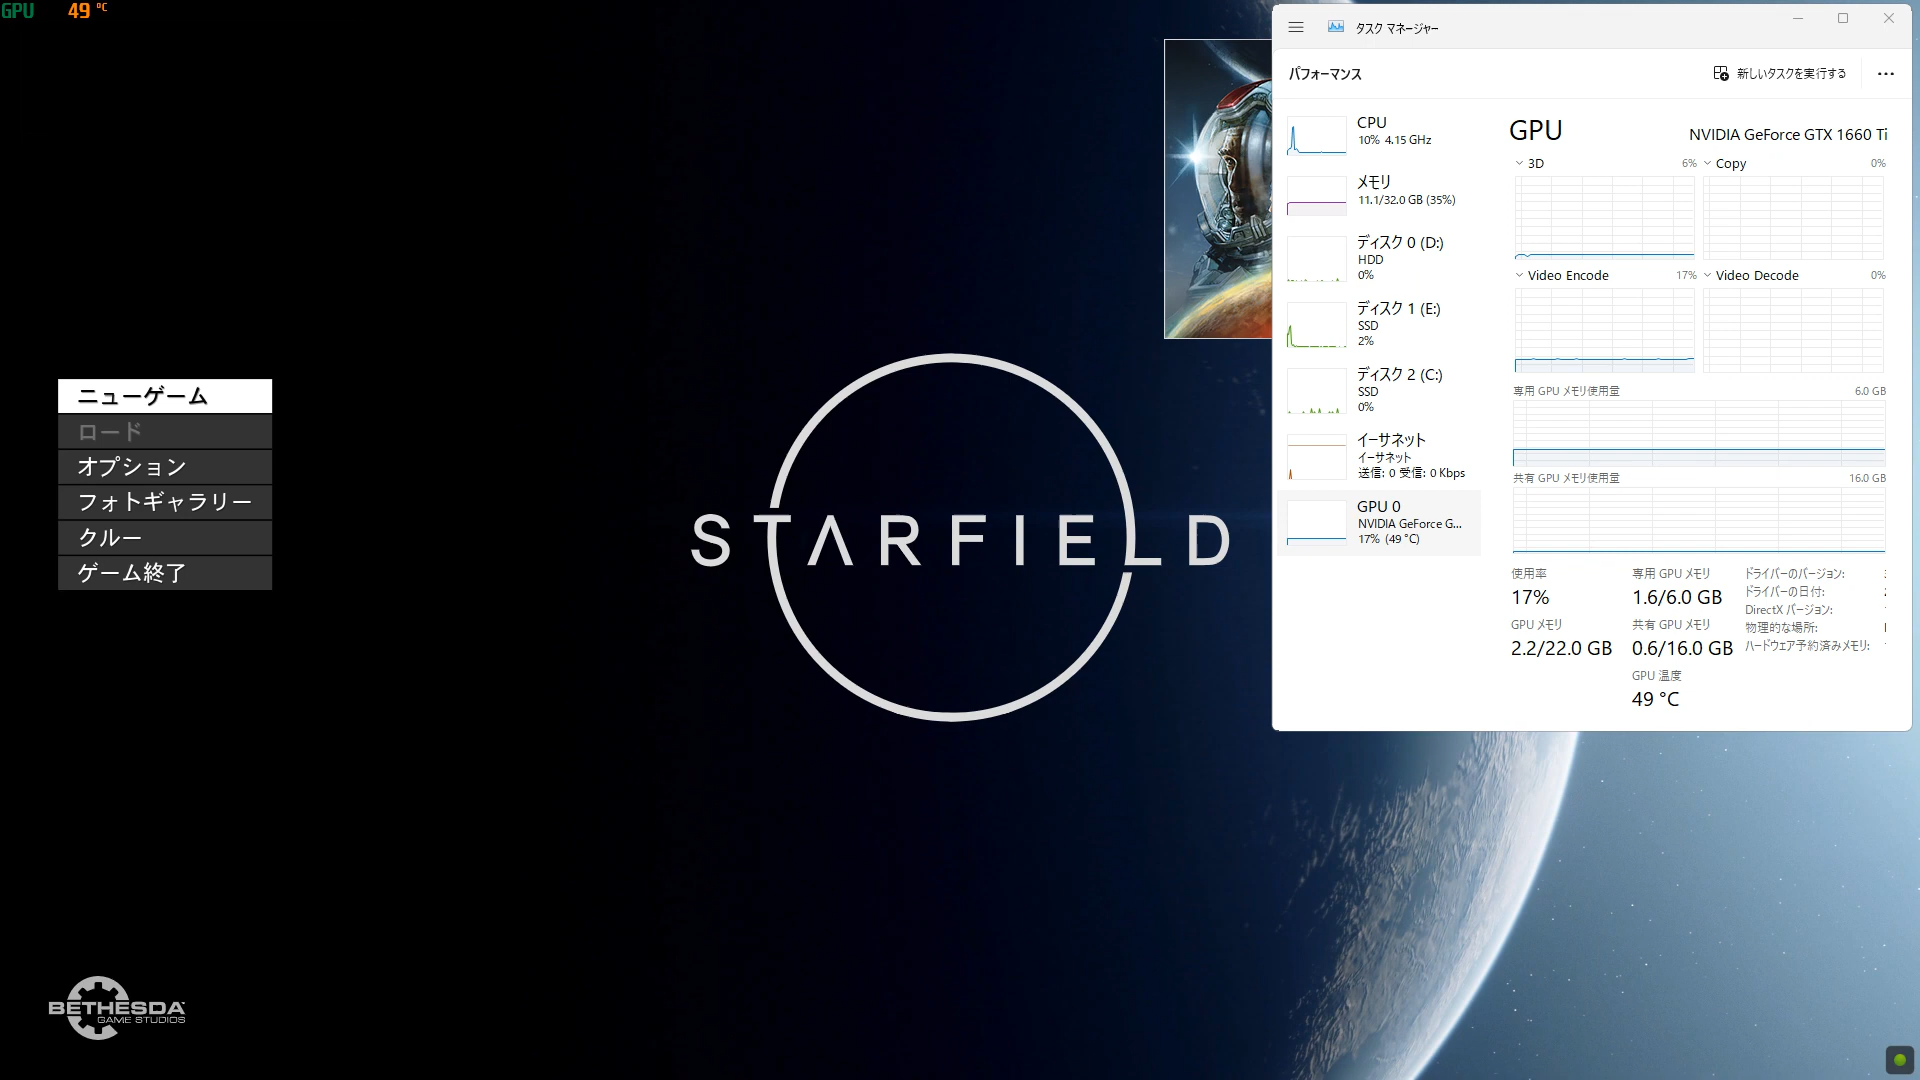 GPU 49 °C
ニューゲーム
ロード
オプション
フォトギャラリー
クルー
ゲーム終了
STARFIELD
BETHESDA
GAME STUDIOS
タスク マネージャー
パフォーマンス
新しいタスクを実行する
CPU
10% 4.15 GHz
メモリ
11.1/32.0 GB (35%)
ディスク 0 (D:)
HDD
0%
ディスク 1 (E:)
SSD
2%
ディスク 2 (C:)
SSD
0%
イーサネット
イーサネット
送信: 0 受信: 0 Kbps
GPU 0
NVIDIA GeForce G...
17% (49 °C)
GPU
NVIDIA GeForce GTX 1660 Ti
3D 6%
Copy 0%
Video Encode 17%
Video Decode 0%
専用 GPU メモリ使用量 6.0 GB
共有 GPU メモリ使用量 16.0 GB
使用率
17%
GPU メモリ
2.2/22.0 GB
専用 GPU メモリ
1.6/6.0 GB
共有 GPU メモリ
0.6/16.0 GB
GPU 温度
49 °C
ドライバーのバージョン:
ドライバーの日付:
DirectX バージョン:
物理的な場所:
ハードウェア予約済みメモリ: